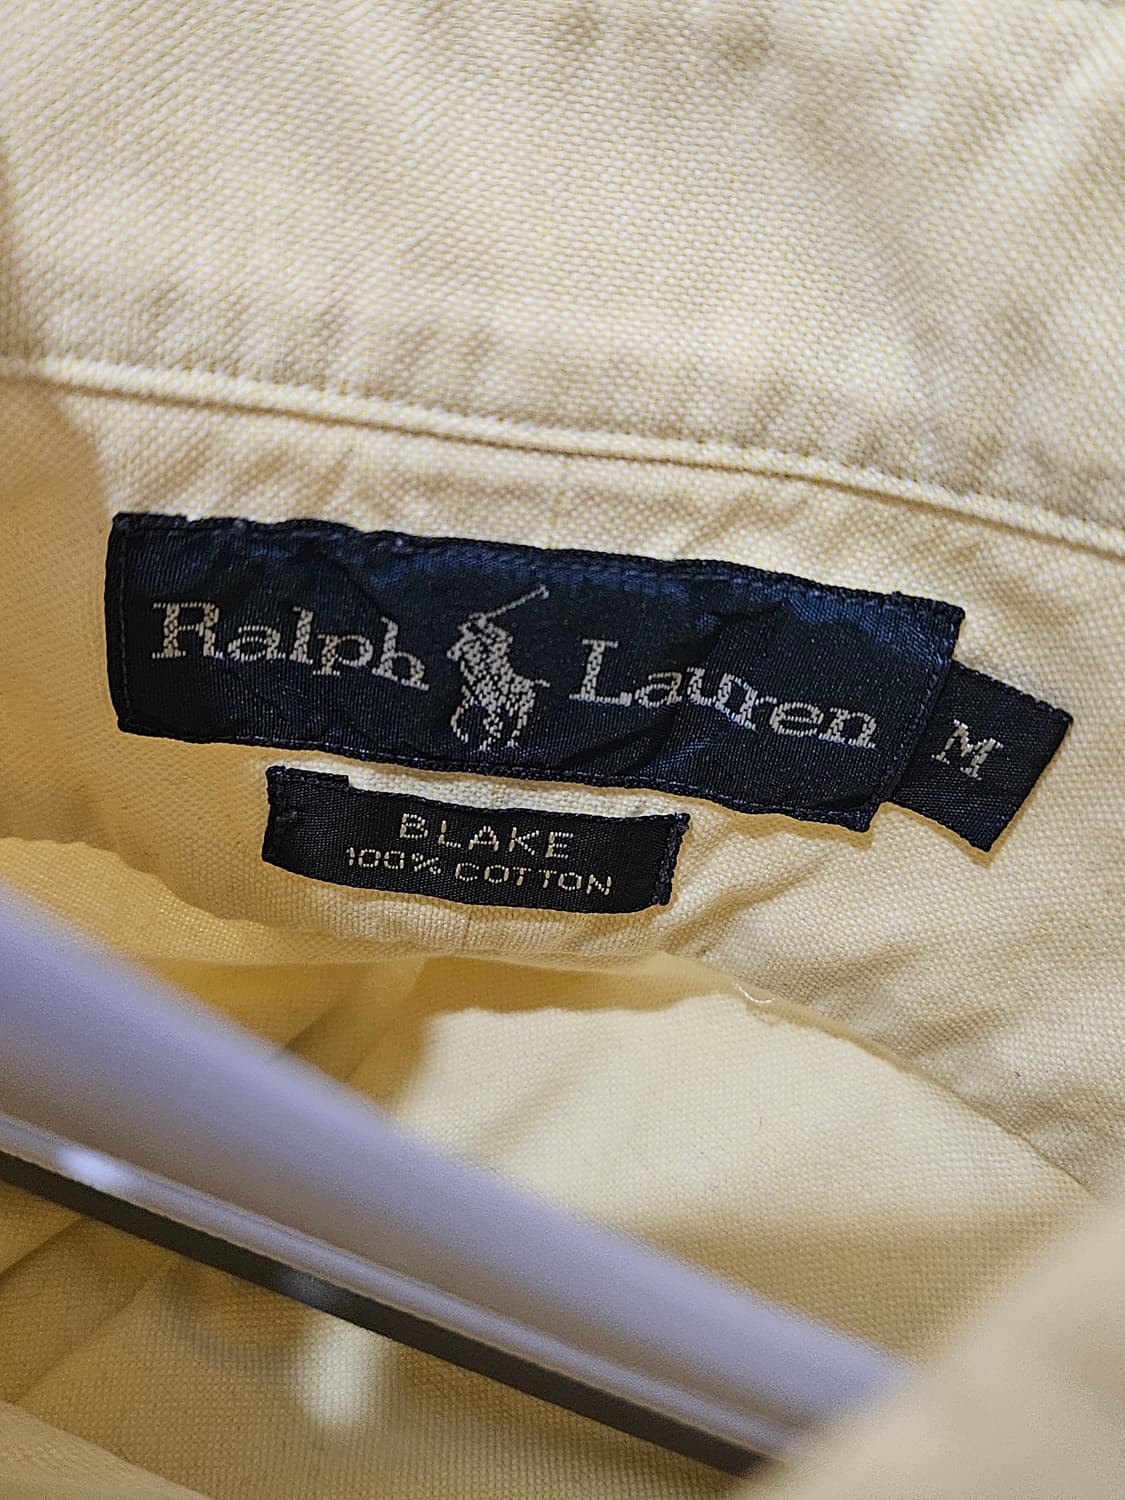 Ralph Lauren
M
BLAKE
100% COTTON